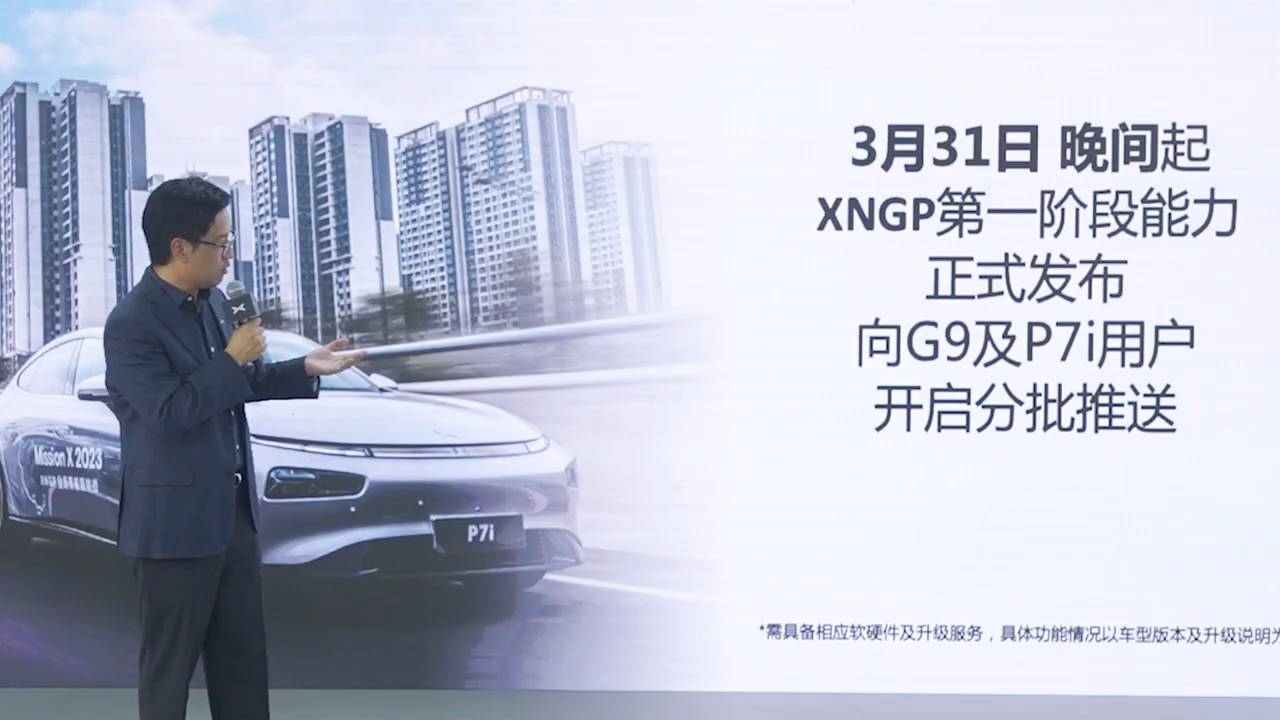 3月31日 晚间起
XNGP第一阶段能力
正式发布
向G9及P7i用户
开启分批推送
Mission X 2023
P7i
*需具备相应软硬件及升级服务，具体功能情况以车型版本及升级说明为